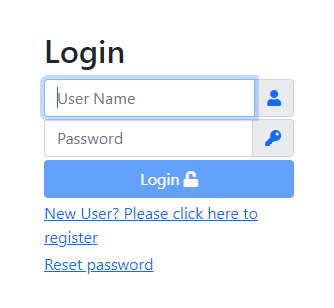 Login
User Name
Password
Login
New User? Please click here to
register
Reset password